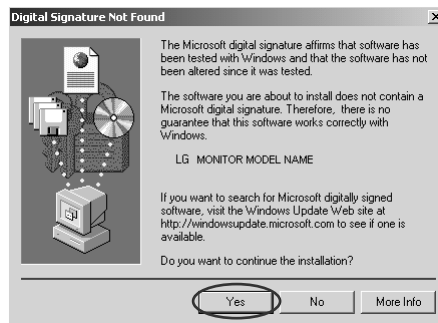 Digital Signature Not Found
The Microsoft digital signature affirms that software has
been tested with Windows and that the software has not
been altered since it was tested.
The software you are about to install does not contain a
Microsoft digital signature. Therefore, there is no
guarantee that this software works correctly with
Windows.
LG MONITOR MODEL NAME
If you want to search for Microsoft digitally signed
software, visit the Windows Update Web site at
http://windowsupdate.microsoft.com to see if one is
available.
Do you want to continue the installation?
Yes No More Info